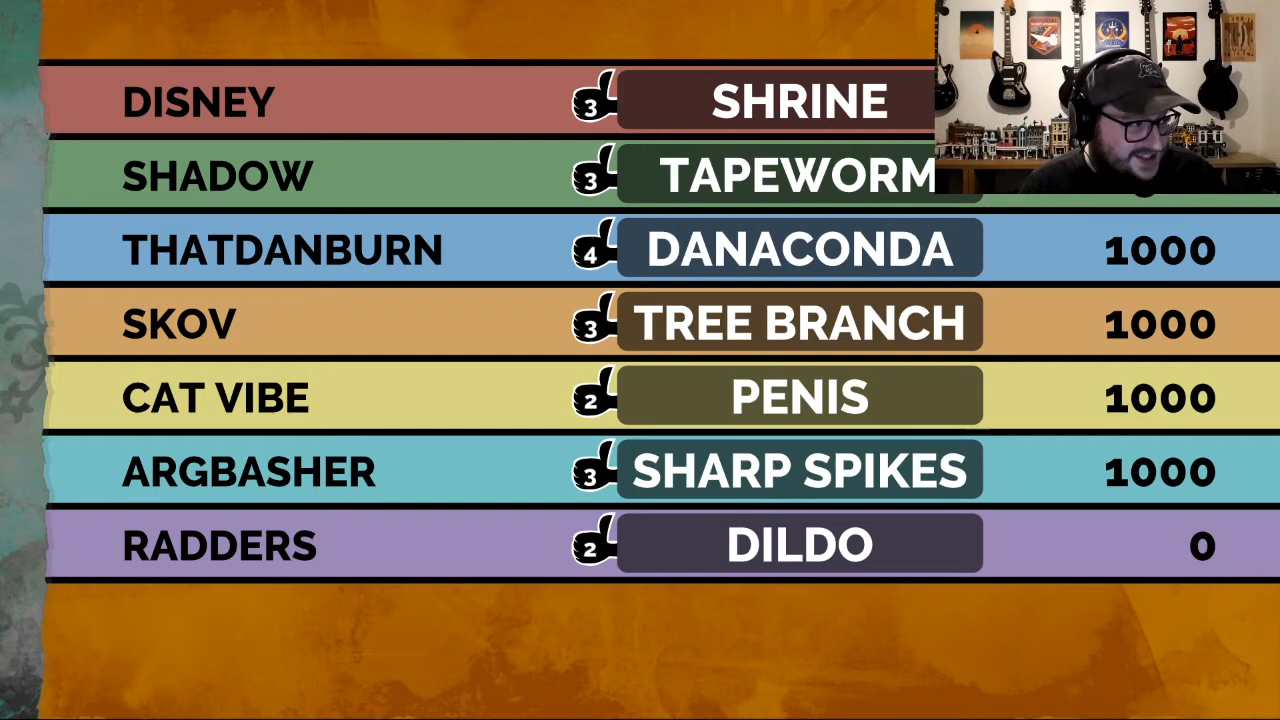 DISNEY 3 SHRINE
SHADOW 3 TAPEWORM
THATDANBURN 4 DANACONDA 1000
SKOV 3 TREE BRANCH 1000
CAT VIBE 2 PENIS 1000
ARGBASHER 3 SHARP SPIKES 1000
RADDERS 2 DILDO 0